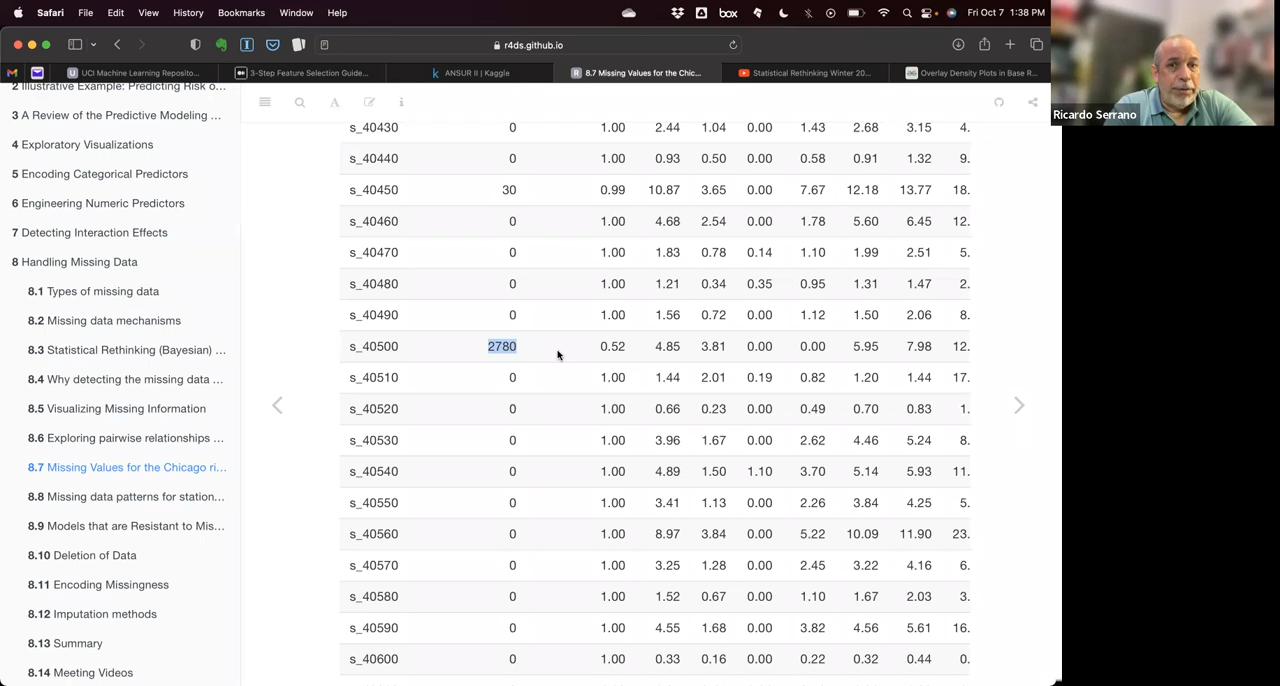 Safari File Edit View History Bookmarks Window Help box Fri Oct 7 1:38 PM
r4ds.github.io
UCI Machine Learning Reposito... 3-Step Feature Selection Guide... ANSUR II | Kaggle 8.7 Missing Values for the Chic... Statistical Rethinking Winter 20... Overlay Density Plots in Base R...
Ricardo Serrano
2 Illustrative Example: Predicting Risk o...
3 A Review of the Predictive Modeling ...
4 Exploratory Visualizations
5 Encoding Categorical Predictors
6 Engineering Numeric Predictors
7 Detecting Interaction Effects
8 Handling Missing Data
8.1 Types of missing data
8.2 Missing data mechanisms
8.3 Statistical Rethinking (Bayesian) ...
8.4 Why detecting the missing data ...
8.5 Visualizing Missing Information
8.6 Exploring pairwise relationships ...
8.7 Missing Values for the Chicago ri...
8.8 Missing data patterns for station...
8.9 Models that are Resistant to Mis...
8.10 Deletion of Data
8.11 Encoding Missingness
8.12 Imputation methods
8.13 Summary
8.14 Meeting Videos
s_40430 0 1.00 2.44 1.04 0.00 1.43 2.68 3.15 4.
s_40440 0 1.00 0.93 0.50 0.00 0.58 0.91 1.32 9.
s_40450 30 0.99 10.87 3.65 0.00 7.67 12.18 13.77 18.
s_40460 0 1.00 4.68 2.54 0.00 1.78 5.60 6.45 12.
s_40470 0 1.00 1.83 0.78 0.14 1.10 1.99 2.51 5.
s_40480 0 1.00 1.21 0.34 0.35 0.95 1.31 1.47 2.
s_40490 0 1.00 1.56 0.72 0.00 1.12 1.50 2.06 8.
s_40500 2780 0.52 4.85 3.81 0.00 0.00 5.95 7.98 12.
s_40510 0 1.00 1.44 2.01 0.19 0.82 1.20 1.44 17.
s_40520 0 1.00 0.66 0.23 0.00 0.49 0.70 0.83 1.
s_40530 0 1.00 3.96 1.67 0.00 2.62 4.46 5.24 8.
s_40540 0 1.00 4.89 1.50 1.10 3.70 5.14 5.93 11.
s_40550 0 1.00 3.41 1.13 0.00 2.26 3.84 4.25 5.
s_40560 0 1.00 8.97 3.84 0.00 5.22 10.09 11.90 23.
s_40570 0 1.00 3.25 1.28 0.00 2.45 3.22 4.16 6.
s_40580 0 1.00 1.52 0.67 0.00 1.10 1.67 2.03 3.
s_40590 0 1.00 4.55 1.68 0.00 3.82 4.56 5.61 16.
s_40600 0 1.00 0.33 0.16 0.00 0.22 0.32 0.44 0.